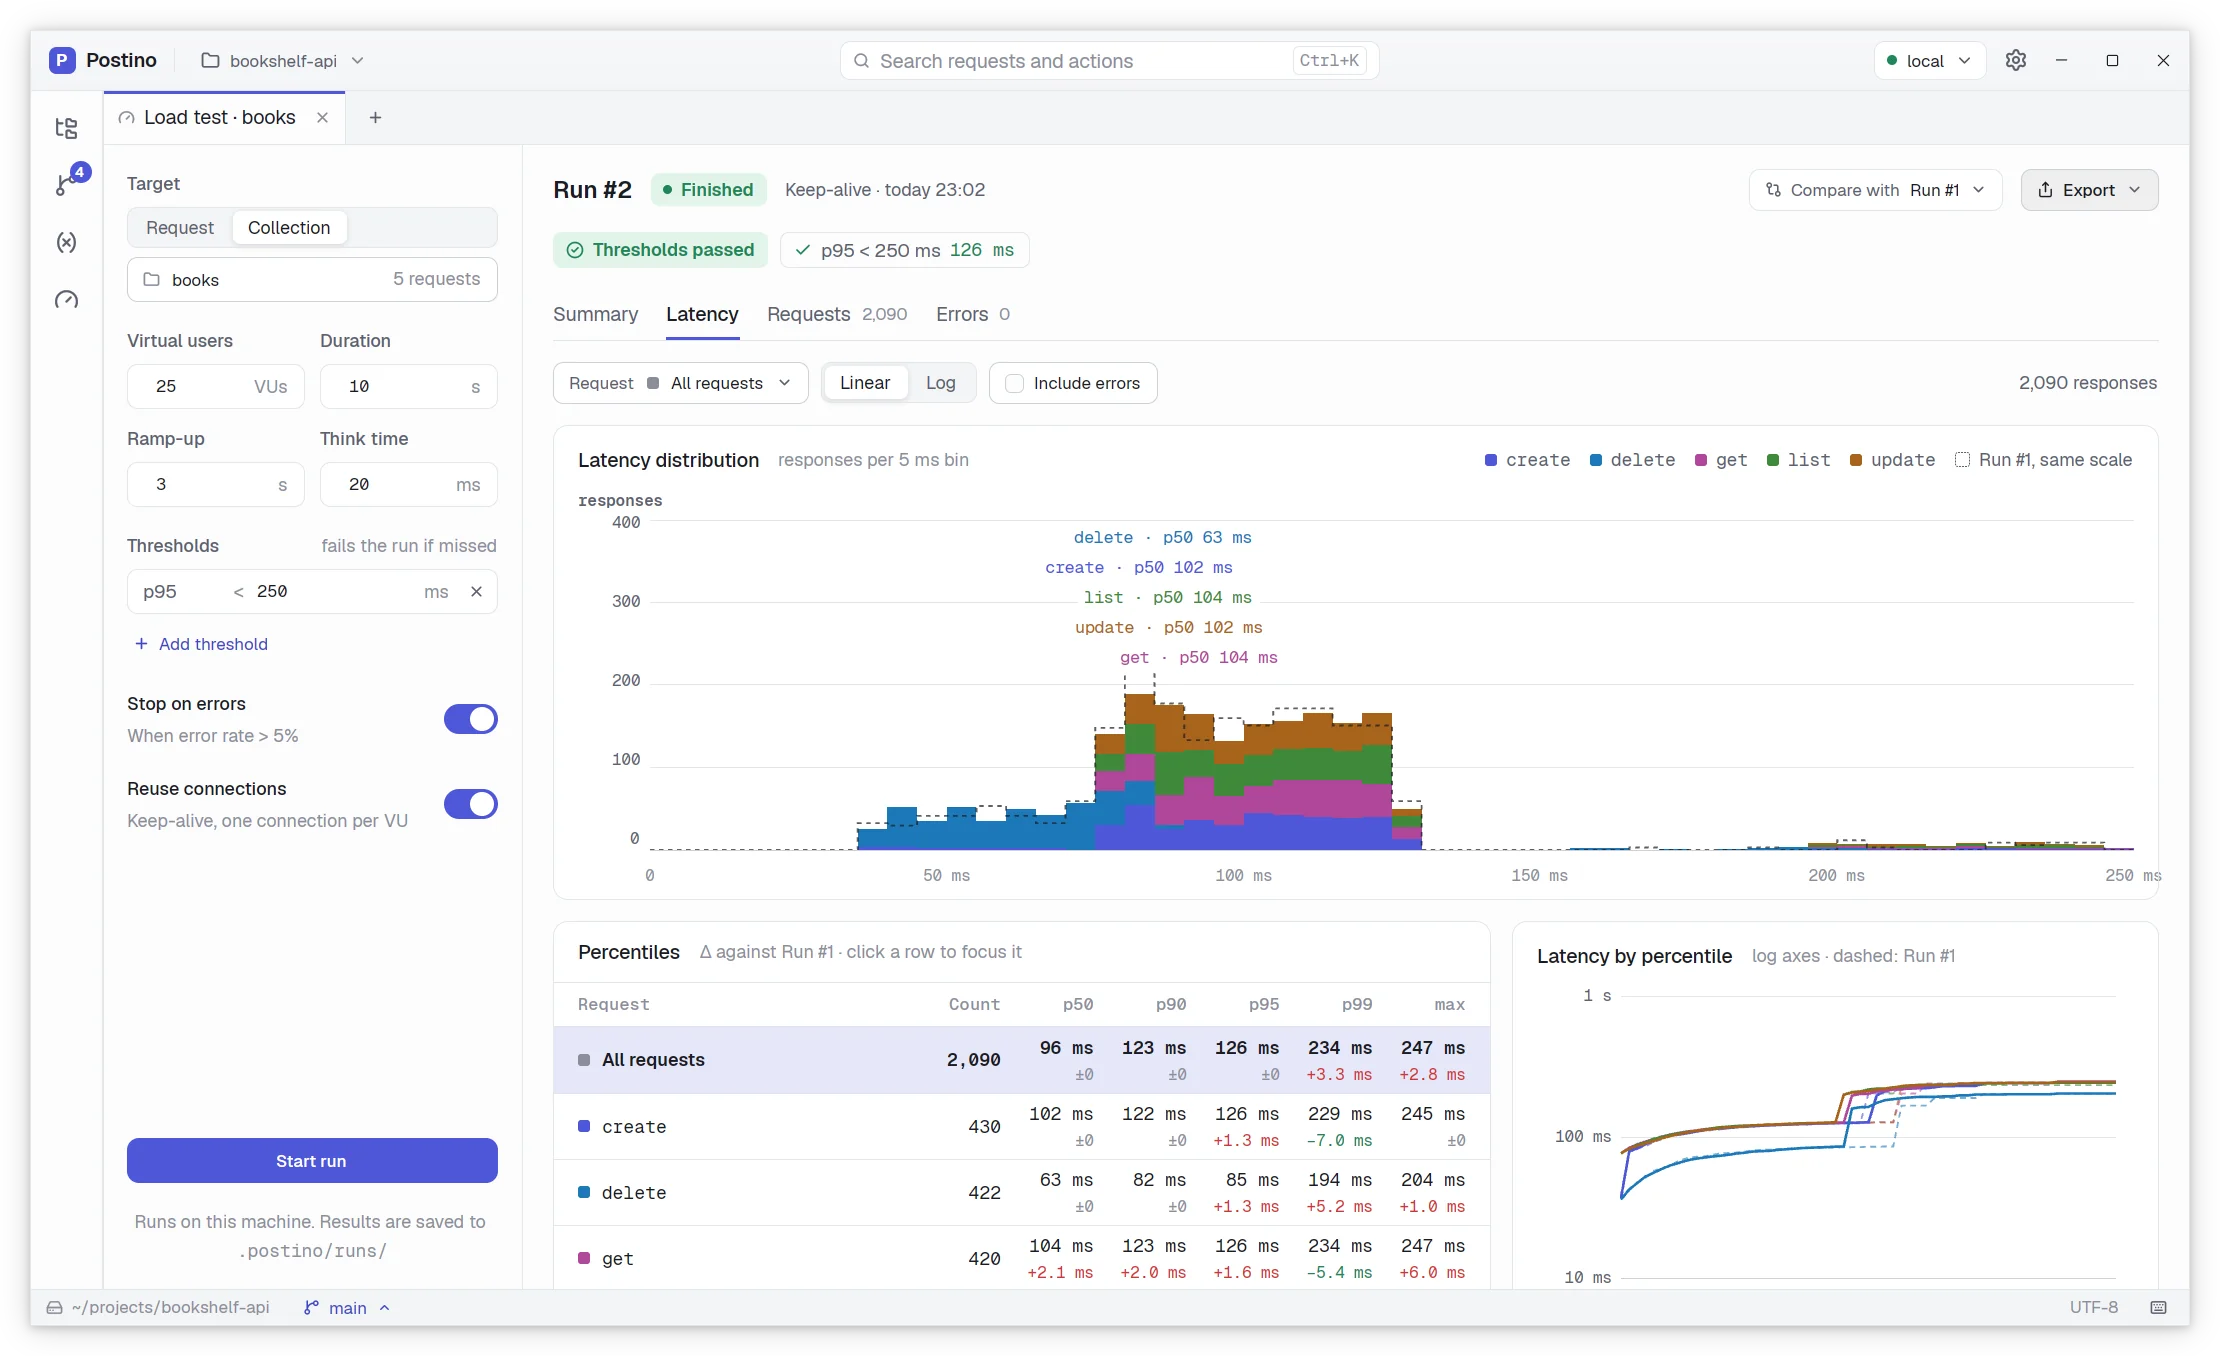 P Postino bookshelf-api Search requests and actions Ctrl+K local
Load test · books
4
Target
Request Collection
books 5 requests
Virtual users Duration
25 VUs 10 s
Ramp-up Think time
3 s 20 ms
Thresholds fails the run if missed
p95 < 250 ms
Add threshold
Stop on errors
When error rate > 5%
Reuse connections
Keep-alive, one connection per VU
Start run
Runs on this machine. Results are saved to
.postino/runs/
Run #2 Finished Keep-alive · today 23:02 Compare with Run #1 Export
Thresholds passed p95 < 250 ms 126 ms
Summary Latency Requests 2,090 Errors 0
Request All requests Linear Log Include errors 2,090 responses
Latency distribution responses per 5 ms bin create delete get list update Run #1, same scale
responses
400
delete · p50 63 ms
create · p50 102 ms
300 list · p50 104 ms
update · p50 102 ms
get · p50 104 ms
200
100
0
0 50 ms 100 ms 150 ms 200 ms 250 ms
Percentiles Δ against Run #1 · click a row to focus it
Request Count p50 p90 p95 p99 max
All requests 2,090 96 ms 123 ms 126 ms 234 ms 247 ms
±0 ±0 ±0 +3.3 ms +2.8 ms
create 430 102 ms 122 ms 126 ms 229 ms 245 ms
±0 ±0 +1.3 ms −7.0 ms ±0
delete 422 63 ms 82 ms 85 ms 194 ms 204 ms
±0 ±0 +1.3 ms +5.2 ms +1.0 ms
get 420 104 ms 123 ms 126 ms 234 ms 247 ms
+2.1 ms +2.0 ms +1.6 ms −5.4 ms +6.0 ms
Latency by percentile log axes · dashed: Run #1
1 s
100 ms
10 ms
~/projects/bookshelf-api main UTF-8